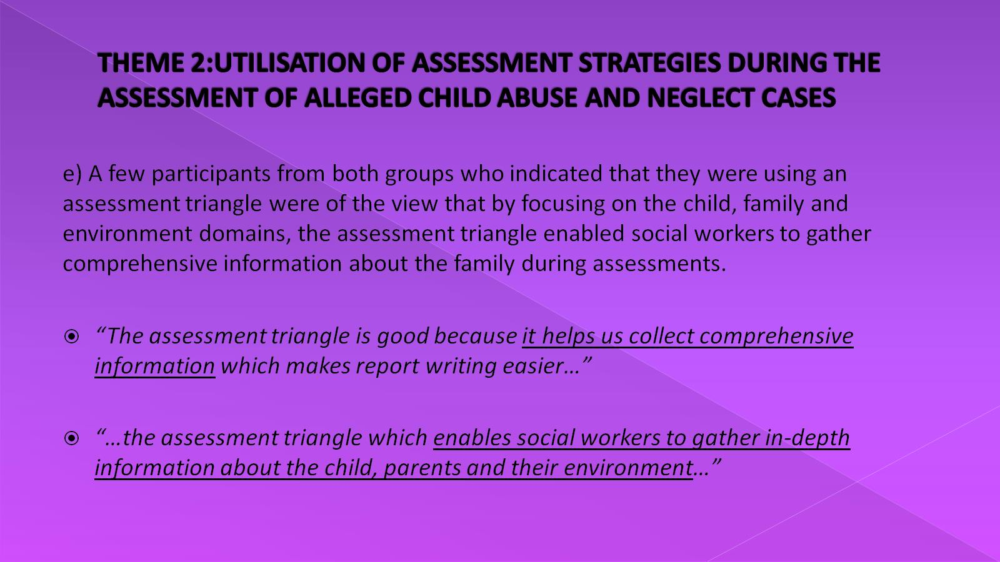 THEME 2:UTILISATION OF ASSESSMENT STRATEGIES DURING THE
ASSESSMENT OF ALLEGED CHILD ABUSE AND NEGLECT CASES
e) A few participants from both groups who indicated that they were using an
assessment triangle were of the view that by focusing on the child, family and
environment domains, the assessment triangle enabled social workers to gather
comprehensive information about the family during assessments.
“The assessment triangle is good because it helps us collect comprehensive
information which makes report writing easier…”
“…the assessment triangle which enables social workers to gather in-depth
information about the child, parents and their environment…”